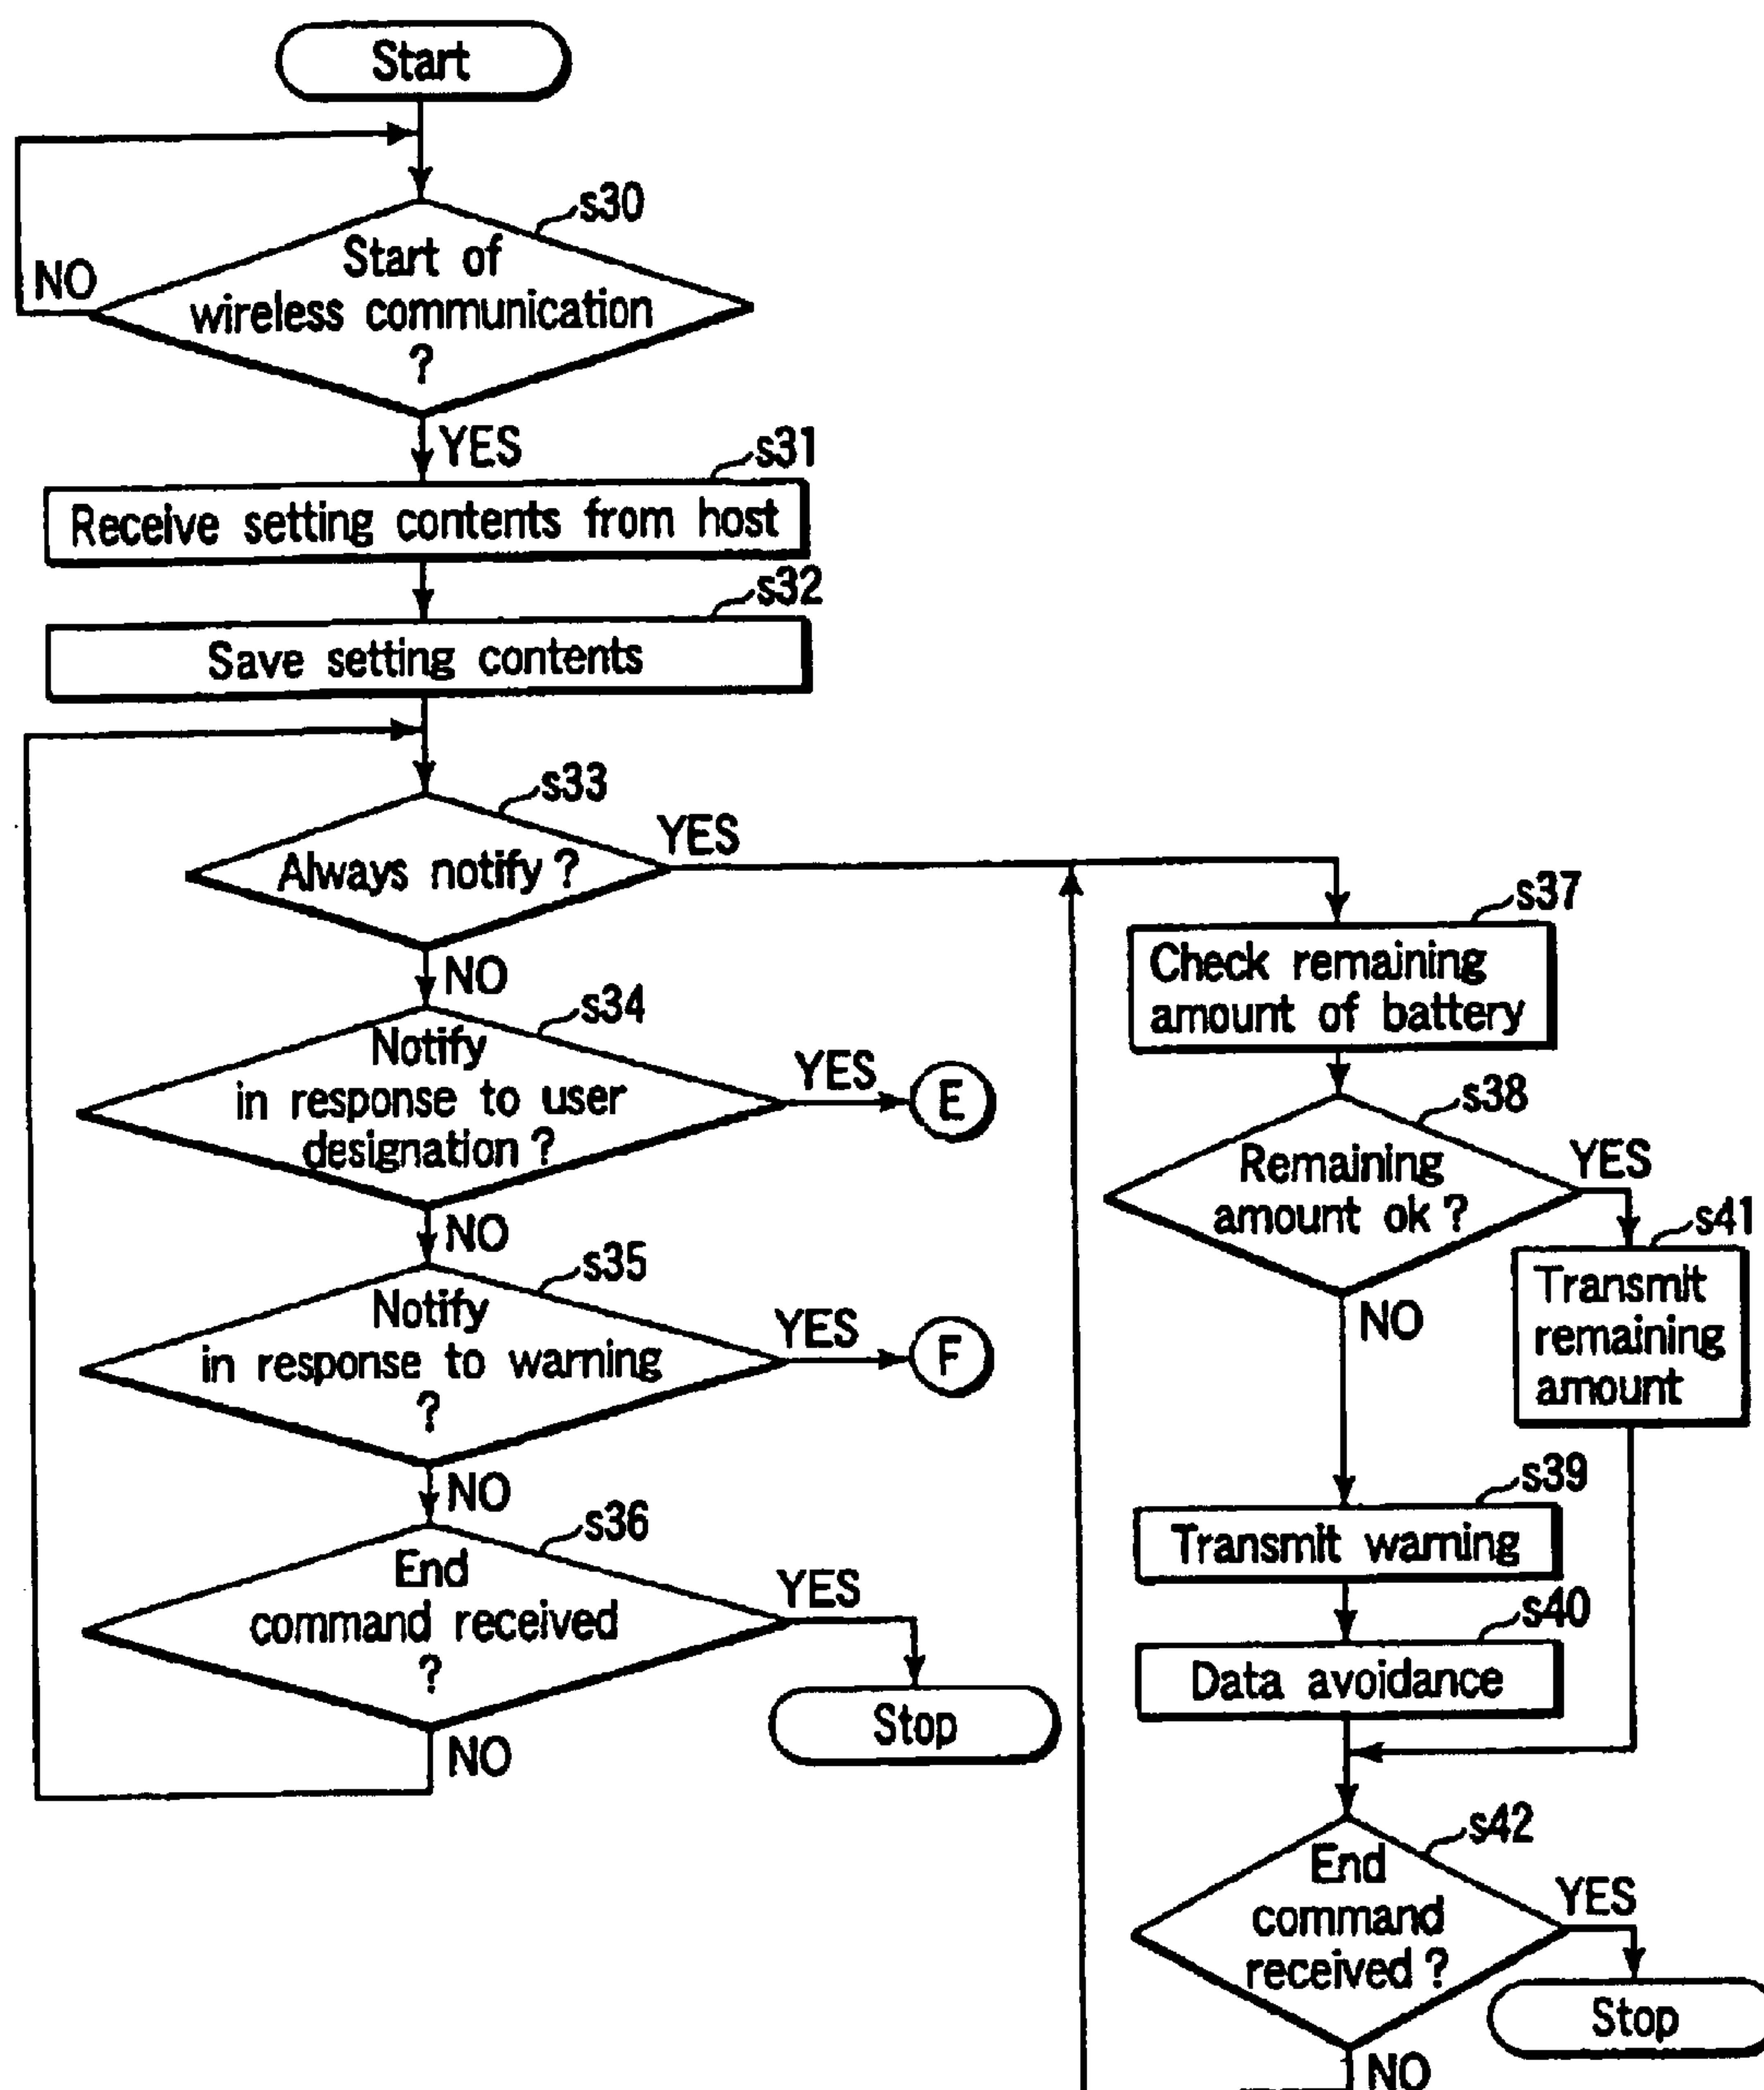 Start
s30
Start of
wireless communication
?
NO
YES
s31
Receive setting contents from host
s32
Save setting contents
s33
Always notify ?
YES
NO
s34
Notify
in response to user
designation ?
YES
E
NO
s35
Notify
in response to warning
?
YES
F
NO
s36
End
command received
?
YES
Stop
NO
s37
Check remaining
amount of battery
s38
Remaining
amount ok ?
YES
s41
Transmit
remaining
amount
NO
s39
Transmit warning
s40
Data avoidance
s42
End
command
received ?
YES
Stop
NO